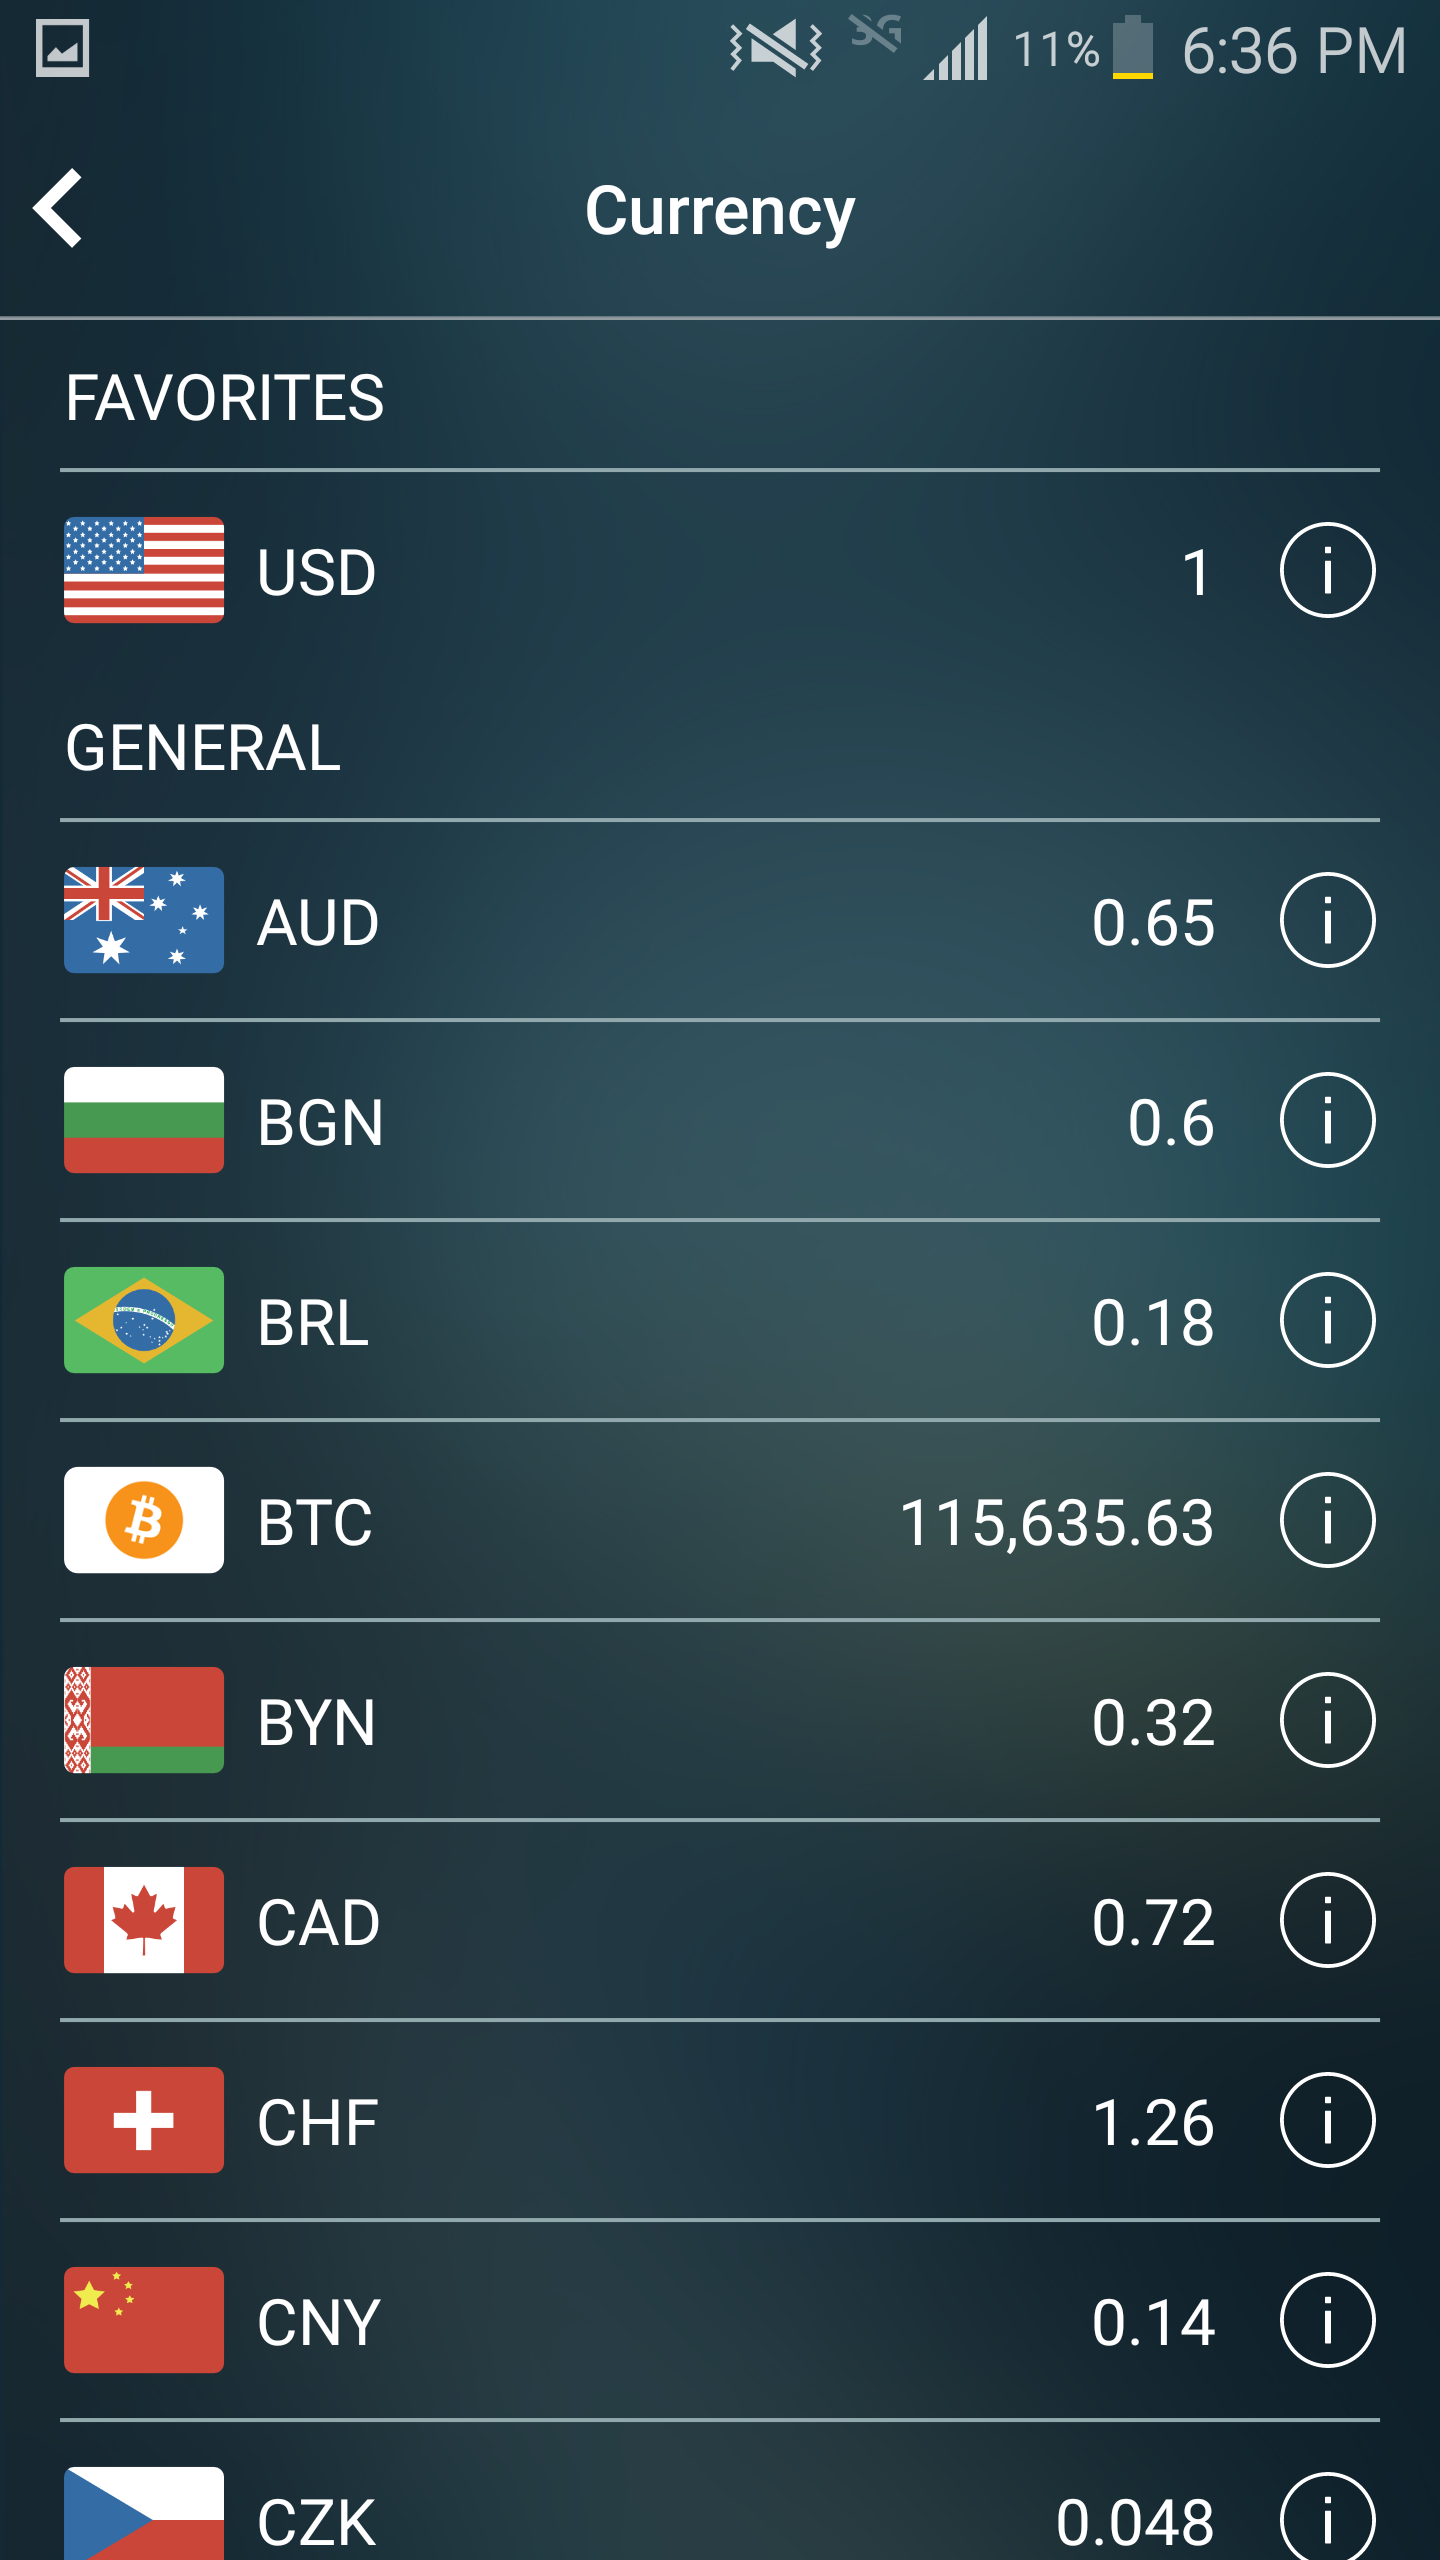 3G 11% 6:36 PM
Currency
FAVORITES
USD 1 i
GENERAL
AUD 0.65 i
BGN 0.6 i
BRL 0.18 i
BTC 115,635.63 i
BYN 0.32 i
CAD 0.72 i
CHF 1.26 i
CNY 0.14 i
CZK 0.048 i